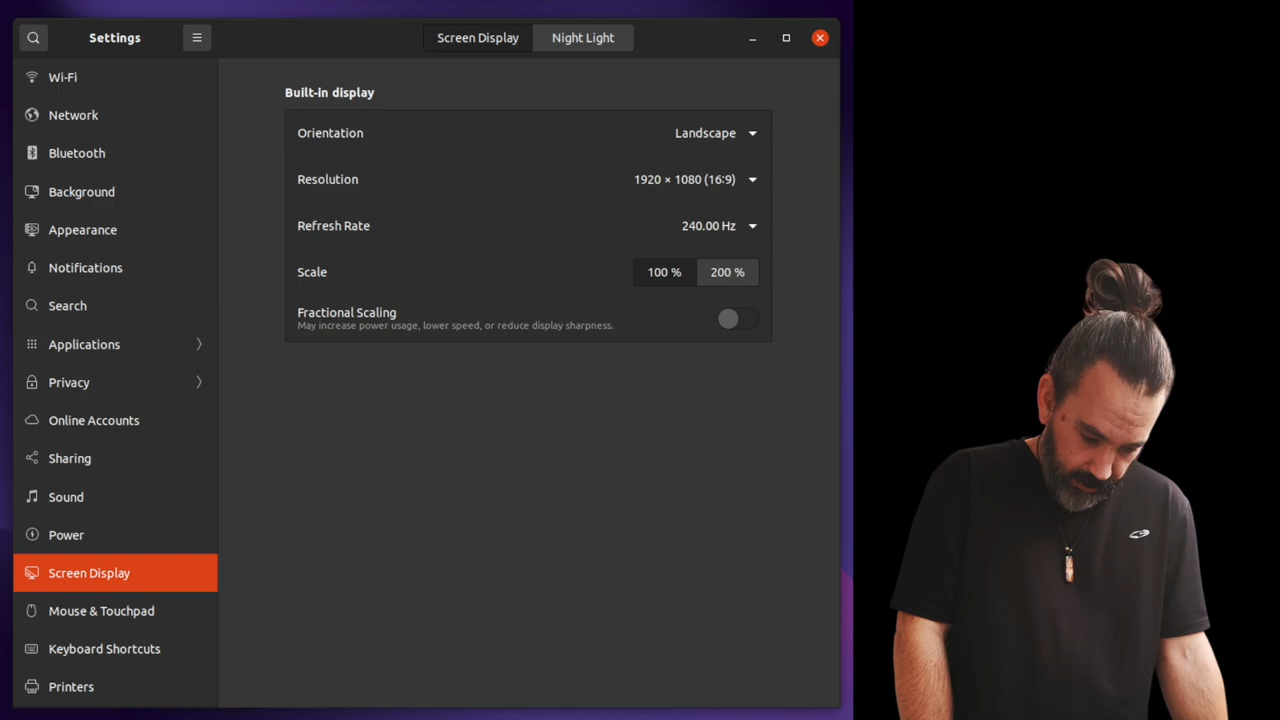 Settings
Screen Display
Night Light
Wi-Fi
Network
Bluetooth
Background
Appearance
Notifications
Search
Applications
Privacy
Online Accounts
Sharing
Sound
Power
Screen Display
Mouse & Touchpad
Keyboard Shortcuts
Printers
Built-in display
Orientation Landscape
Resolution 1920 × 1080 (16:9)
Refresh Rate 240.00 Hz
Scale 100 % 200 %
Fractional Scaling
May increase power usage, lower speed, or reduce display sharpness.